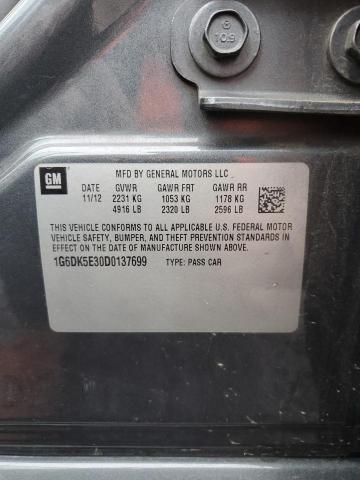 8
10.9
GM
MFD BY GENERAL MOTORS LLC
DATE GVWR GAWR FRT GAWR RR
11/12 2231 KG 1053 KG 1178 KG
4916 LB 2320 LB 2596 LB
THIS VEHICLE CONFORMS TO ALL APPLICABLE U.S. FEDERAL MOTOR
VEHICLE SAFETY, BUMPER, AND THEFT PREVENTION STANDARDS IN
EFFECT ON THE DATE OF MANUFACTURE SHOWN ABOVE.
1G6DK5E30D0137699 TYPE: PASS CAR